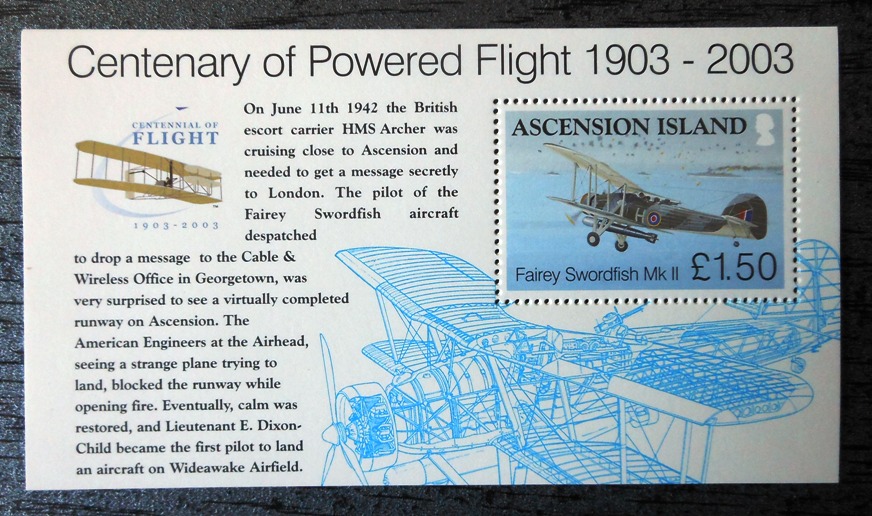 Centenary of Powered Flight 1903 - 2003
CENTENNIAL OF
FLIGHT
TM
1903-2003
On June 11th 1942 the British
escort carrier HMS Archer was
cruising close to Ascension and
needed to get a message secretly
to London. The pilot of the
Fairey Swordfish aircraft
despatched
to drop a message to the Cable &
Wireless Office in Georgetown, was
very surprised to see a virtually completed
runway on Ascension. The
American Engineers at the Airhead,
seeing a strange plane trying to
land, blocked the runway while
opening fire. Eventually, calm was
restored, and Lieutenant E. Dixon-
Child became the first pilot to land
an aircraft on Wideawake Airfield.
ASCENSION ISLAND
H
Fairey Swordfish Mk II £1.50